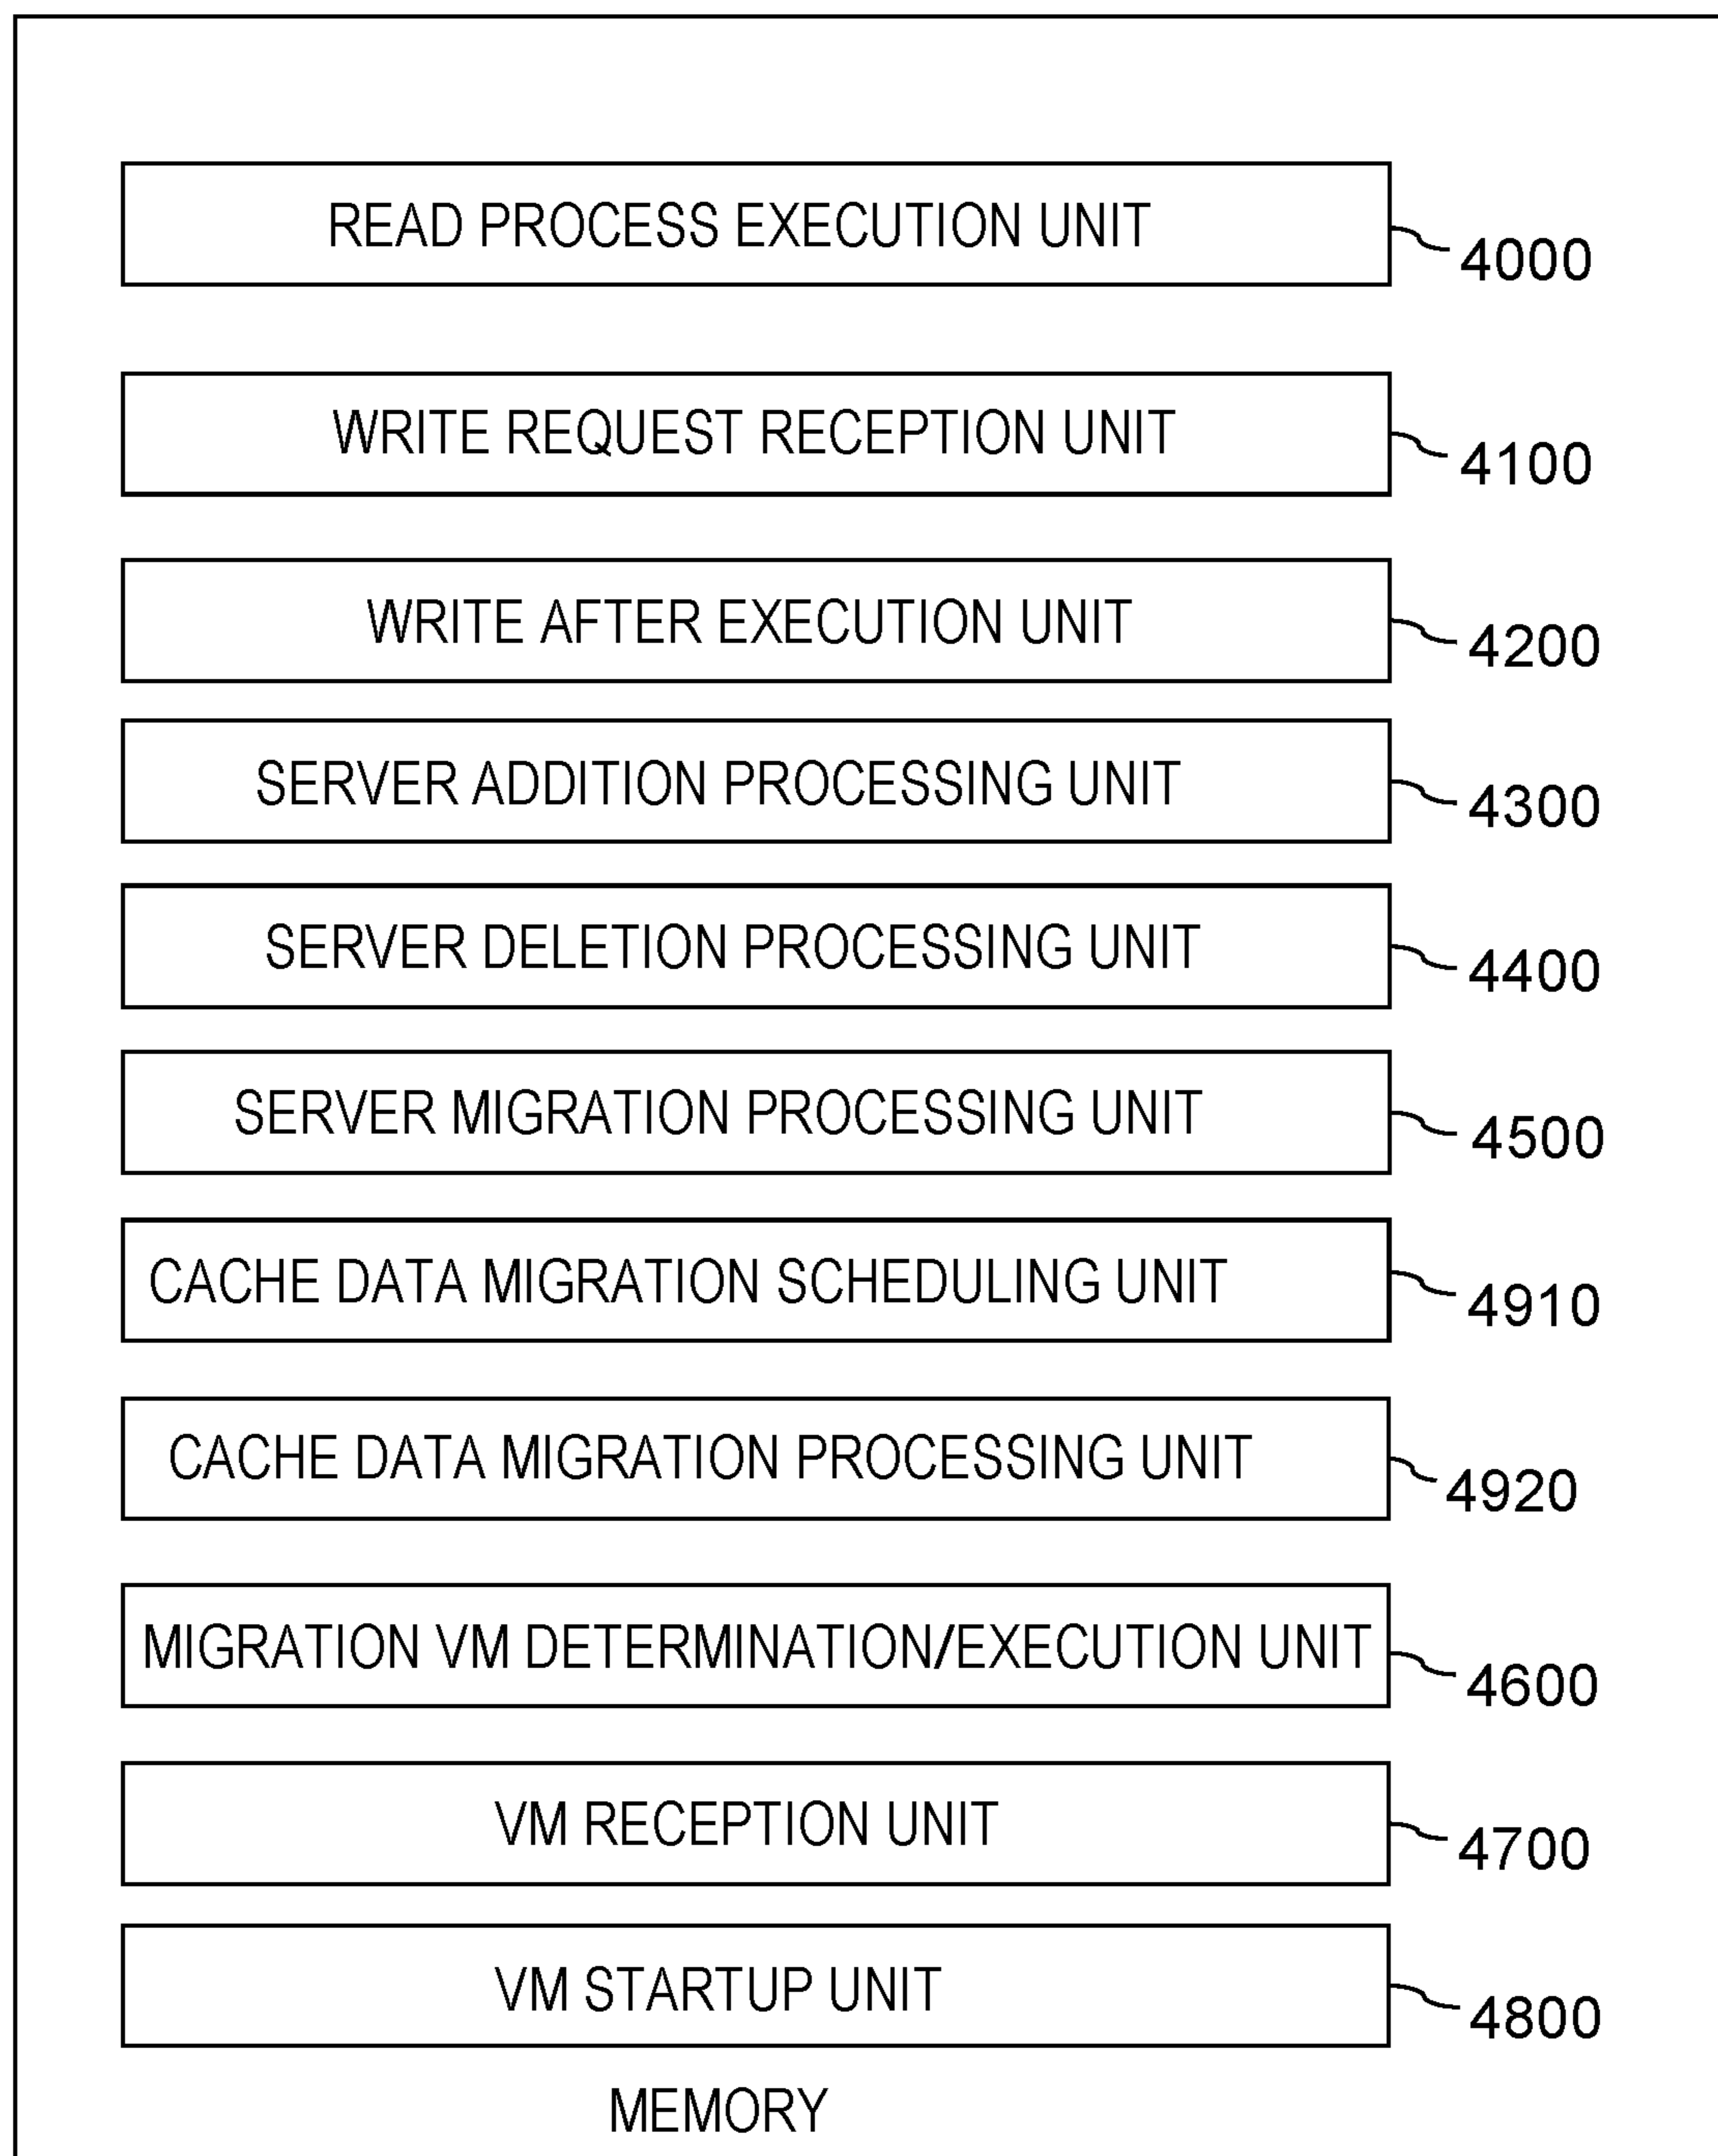 READ PROCESS EXECUTION UNIT
4000
WRITE REQUEST RECEPTION UNIT
4100
WRITE AFTER EXECUTION UNIT
4200
SERVER ADDITION PROCESSING UNIT
4300
SERVER DELETION PROCESSING UNIT
4400
SERVER MIGRATION PROCESSING UNIT
4500
CACHE DATA MIGRATION SCHEDULING UNIT
4910
CACHE DATA MIGRATION PROCESSING UNIT
4920
MIGRATION VM DETERMINATION/EXECUTION UNIT
4600
VM RECEPTION UNIT
4700
VM STARTUP UNIT
4800
MEMORY